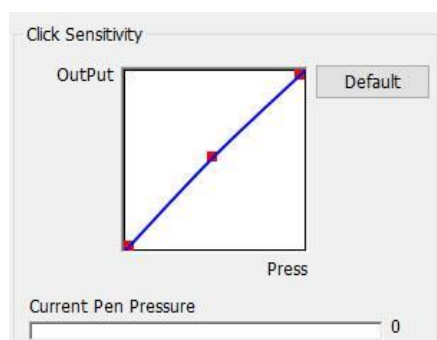 Click Sensitivity
OutPut
Default
Press
Current Pen Pressure
0